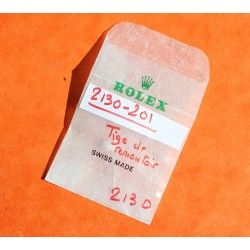 ROLEX
2130-201
Tige de
remontoir
SWISS MADE
2130